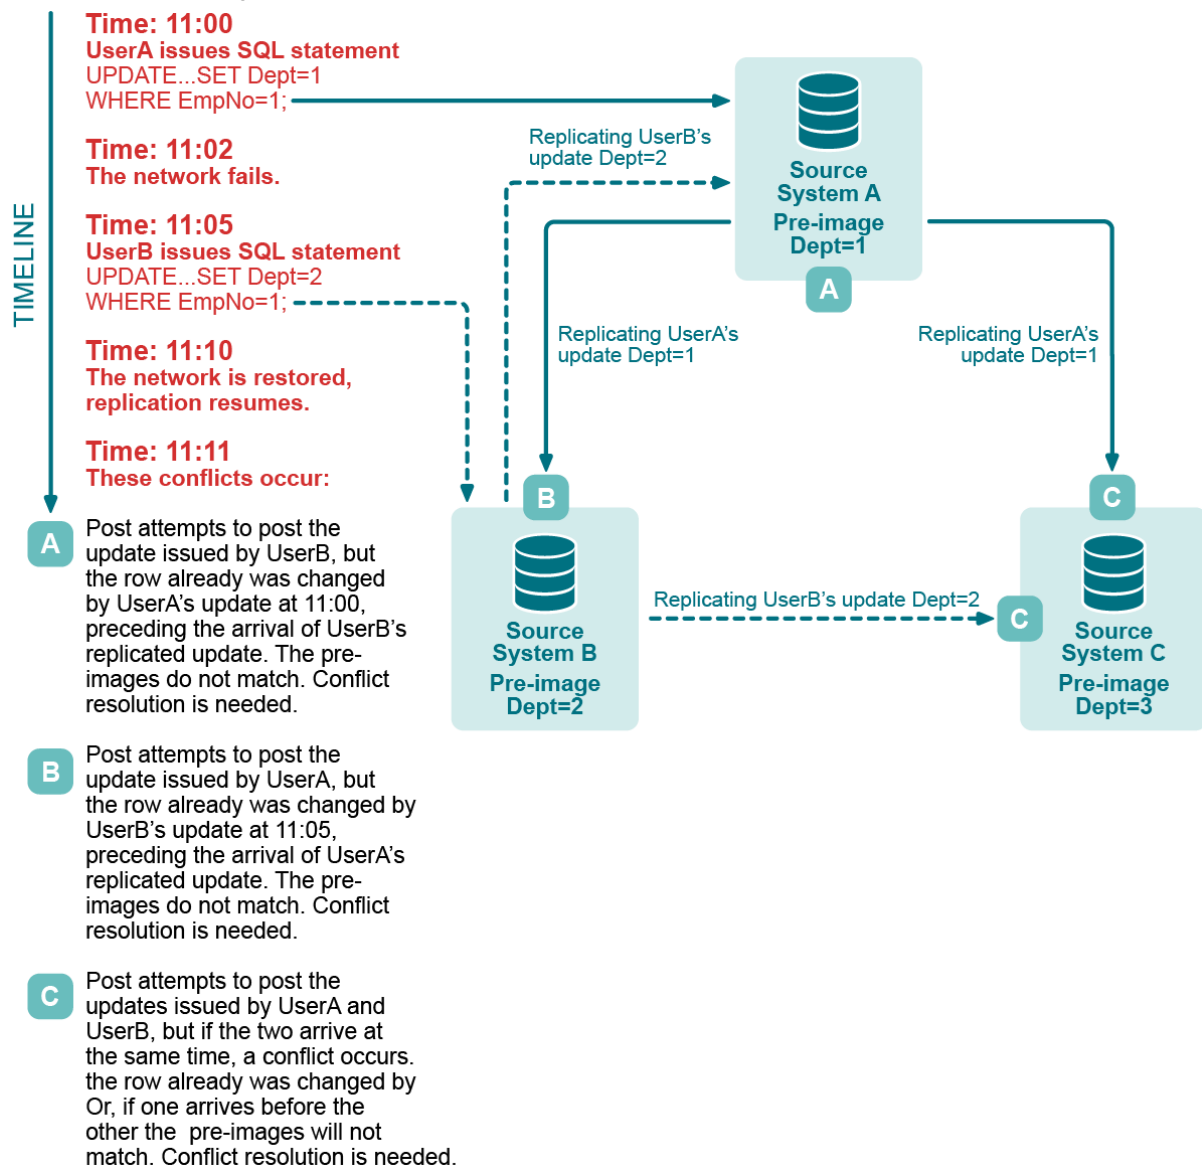 Time: 11:00
UserA issues SQL statement
UPDATE...SET Dept=1
WHERE EmpNo=1;
Time: 11:02
The network fails.
Time: 11:05
UserB issues SQL statement
UPDATE...SET Dept=2
WHERE EmpNo=1;
Time: 11:10
The network is restored,
replication resumes.
Time: 11:11
These conflicts occur:
TIMELINE
A
Post attempts to post the
update issued by UserB, but
the row already was changed
by UserA’s update at 11:00,
preceding the arrival of UserB’s
replicated update. The pre-
images do not match. Conflict
resolution is needed.
B
Post attempts to post the
update issued by UserA, but
the row already was changed by
UserB’s update at 11:05,
preceding the arrival of UserA’s
replicated update. The pre-
images do not match. Conflict
resolution is needed.
C
Post attempts to post the
updates issued by UserA and
UserB, but if the two arrive at
the same time, a conflict occurs.
the row already was changed by
Or, if one arrives before the
other the  pre-images will not
match. Conflict resolution is needed.
Replicating UserB’s
update Dept=2
Source
System A
Pre-image
Dept=1
A
Replicating UserA’s
update Dept=1
Replicating UserA’s
update Dept=1
B
Source
System B
Pre-image
Dept=2
Replicating UserB’s update Dept=2
C
C
Source
System C
Pre-image
Dept=3